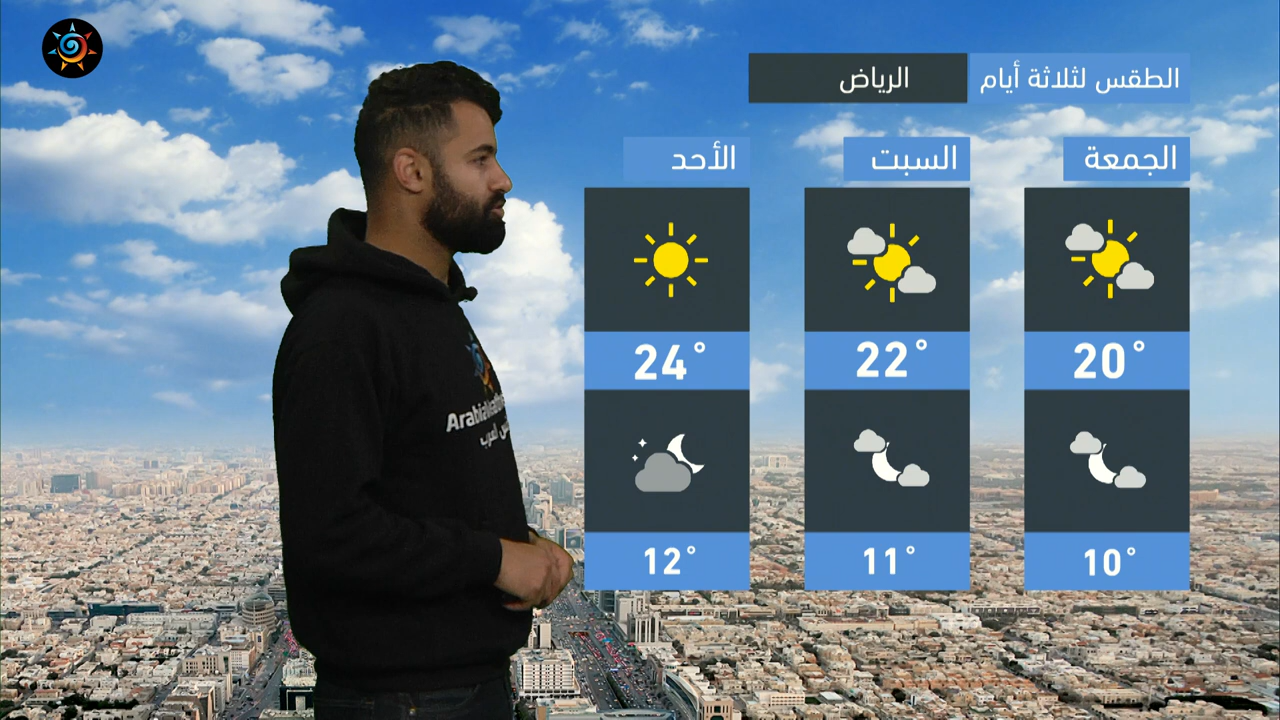 الطقس لثلاثة أيام
الرياض
الجمعة
السبت
الأحد
20°
22°
24°
10°
11°
12°